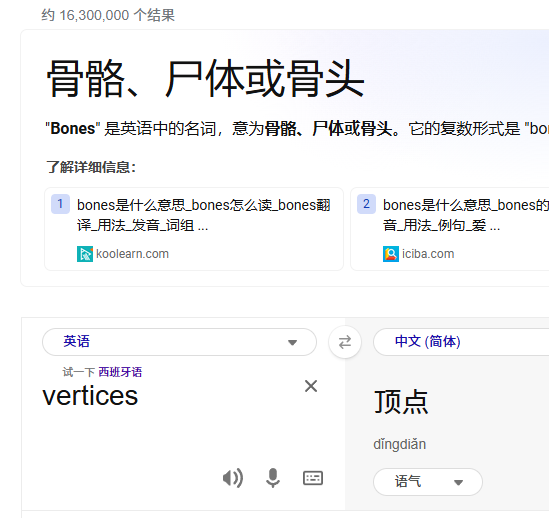 约 16,300,000 个结果
骨骼、尸体或骨头
"Bones" 是英语中的名词，意为骨骼、尸体或骨头。它的复数形式是 "bon
了解详细信息：
1 bones是什么意思_bones怎么读_bones翻
译_用法_发音_词组 ...
koolearn.com
2 bones是什么意思_bones的
音_用法_例句_爱 ...
iciba.com
英语
中文 (简体)
试一下 西班牙语
vertices
顶点
dǐngdiǎn
语气